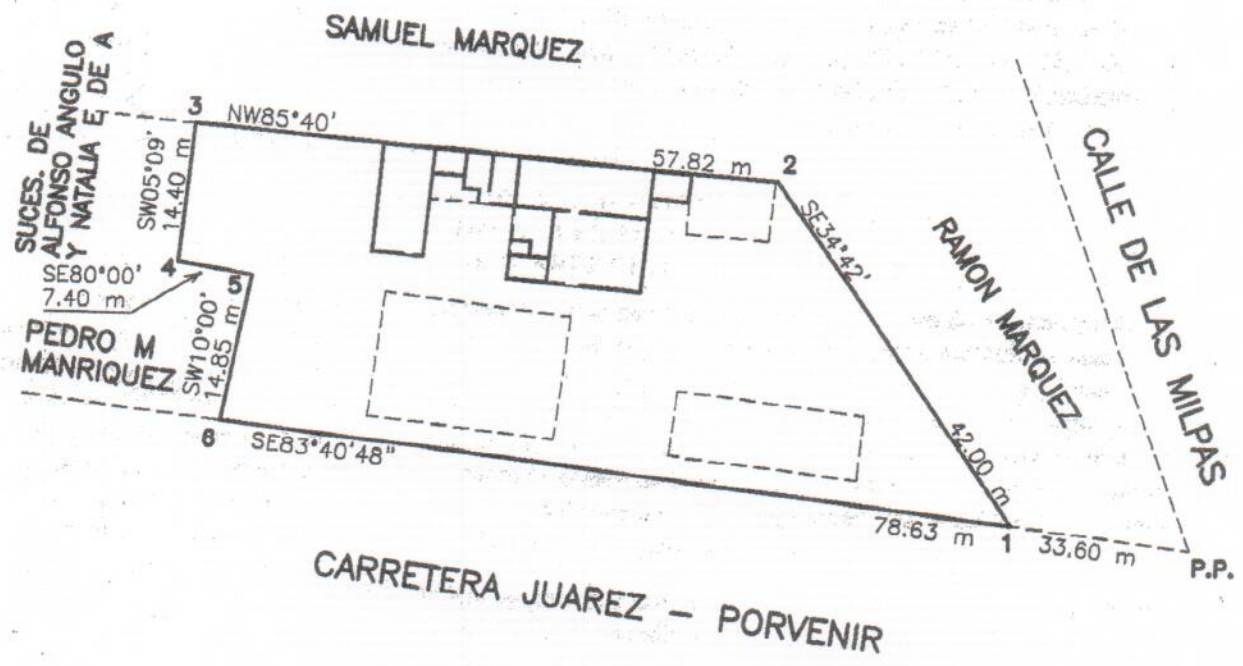 SAMUEL MARQUEZ
SUCES. DE
ALFONSO ANGULO
Y NATALIA E, DE A
3
NW85°40'
57.82 m
2
SW05°09'
14.40 m
4
5
SE80°00'
7.40 m
PEDRO M
MANRIQUEZ
SW10°00'
14.85 m
6
SE83°40'48"
78.63 m
1
33.60 m
P.P.
SE34°42'
42.00 m
RAMON MARQUEZ
CALLE DE LAS MILPAS
CARRETERA JUAREZ – PORVENIR